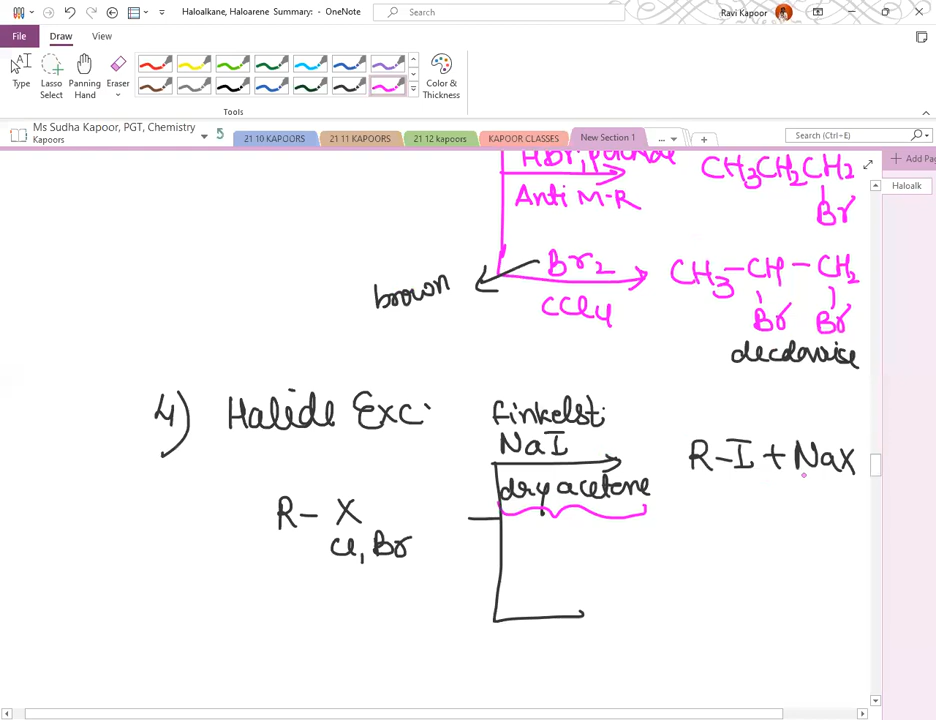 Haloalkane, Haloarene Summary: - OneNote
Search
Ravi Kapoor
File
Draw
View
Type
Lasso Select
Panning Hand
Eraser
Color & Thickness
Tools
Ms Sudha Kapoor, PGT, Chemistry
Kapoors
21 10 KAPOORS
21 11 KAPOORS
21 12 kapoors
KAPOOR CLASSES
New Section 1
...
+
Search (Ctrl+E)
Add Pag
Haloalk
CH3CH2CH2
Anti M-R
Br
Br2
CH3-CH-CH2
brown
CCl4
Br Br
4) Halide Exc:
finkelst:
NaI
R-I + NaX
dry acetone
R- X
Cl, Br